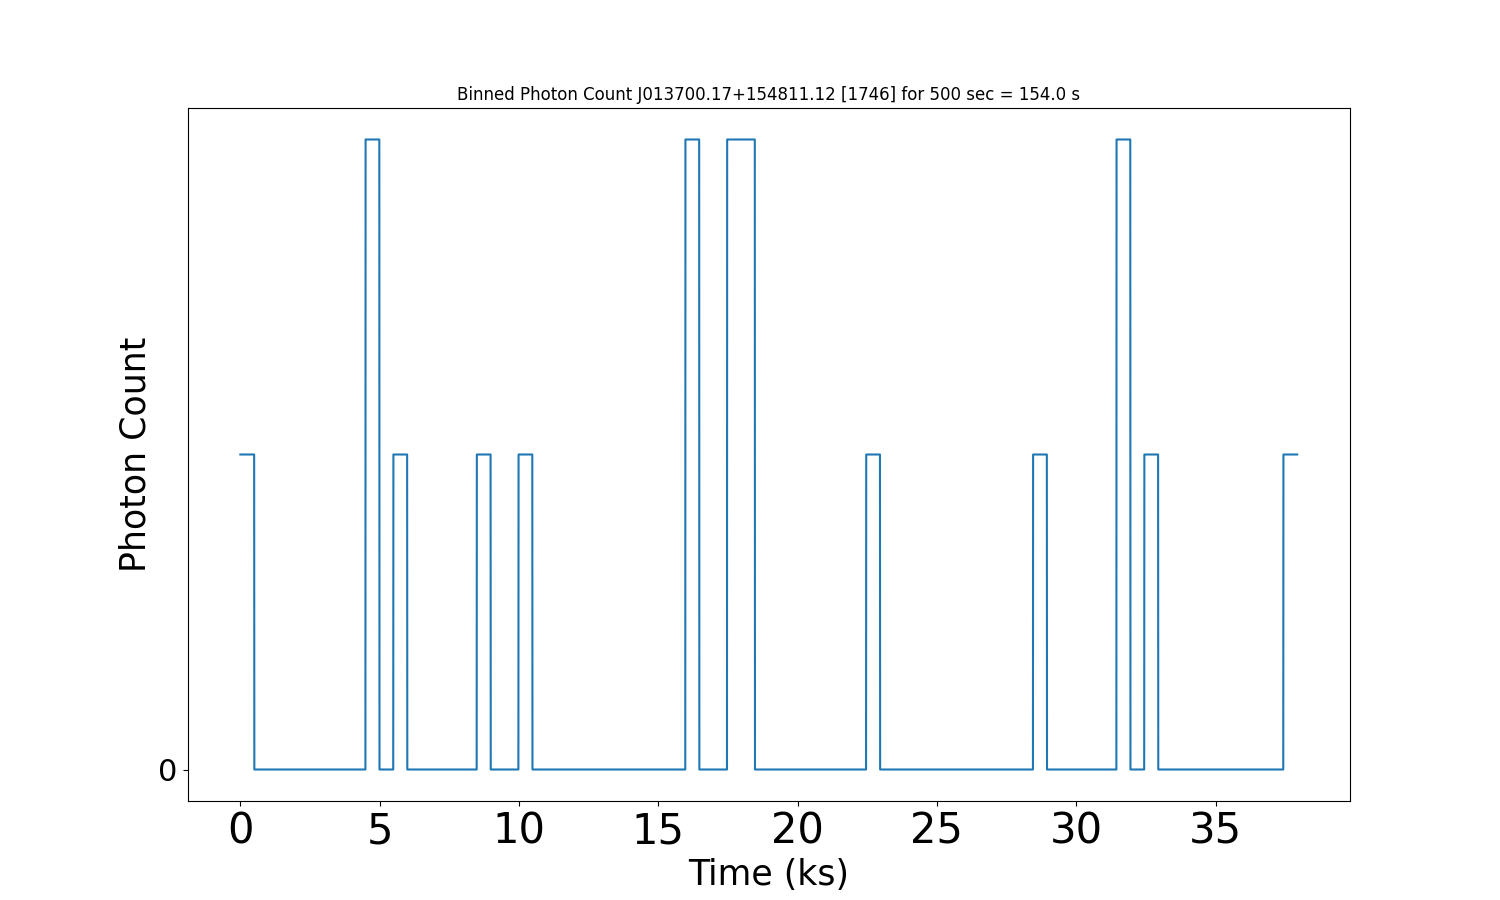 Binned Photon Count J013700.17+154811.12 [1746] for 500 sec = 154.0 s
Photon Count
0
0 5 10 15 20 25 30 35
Time (ks)